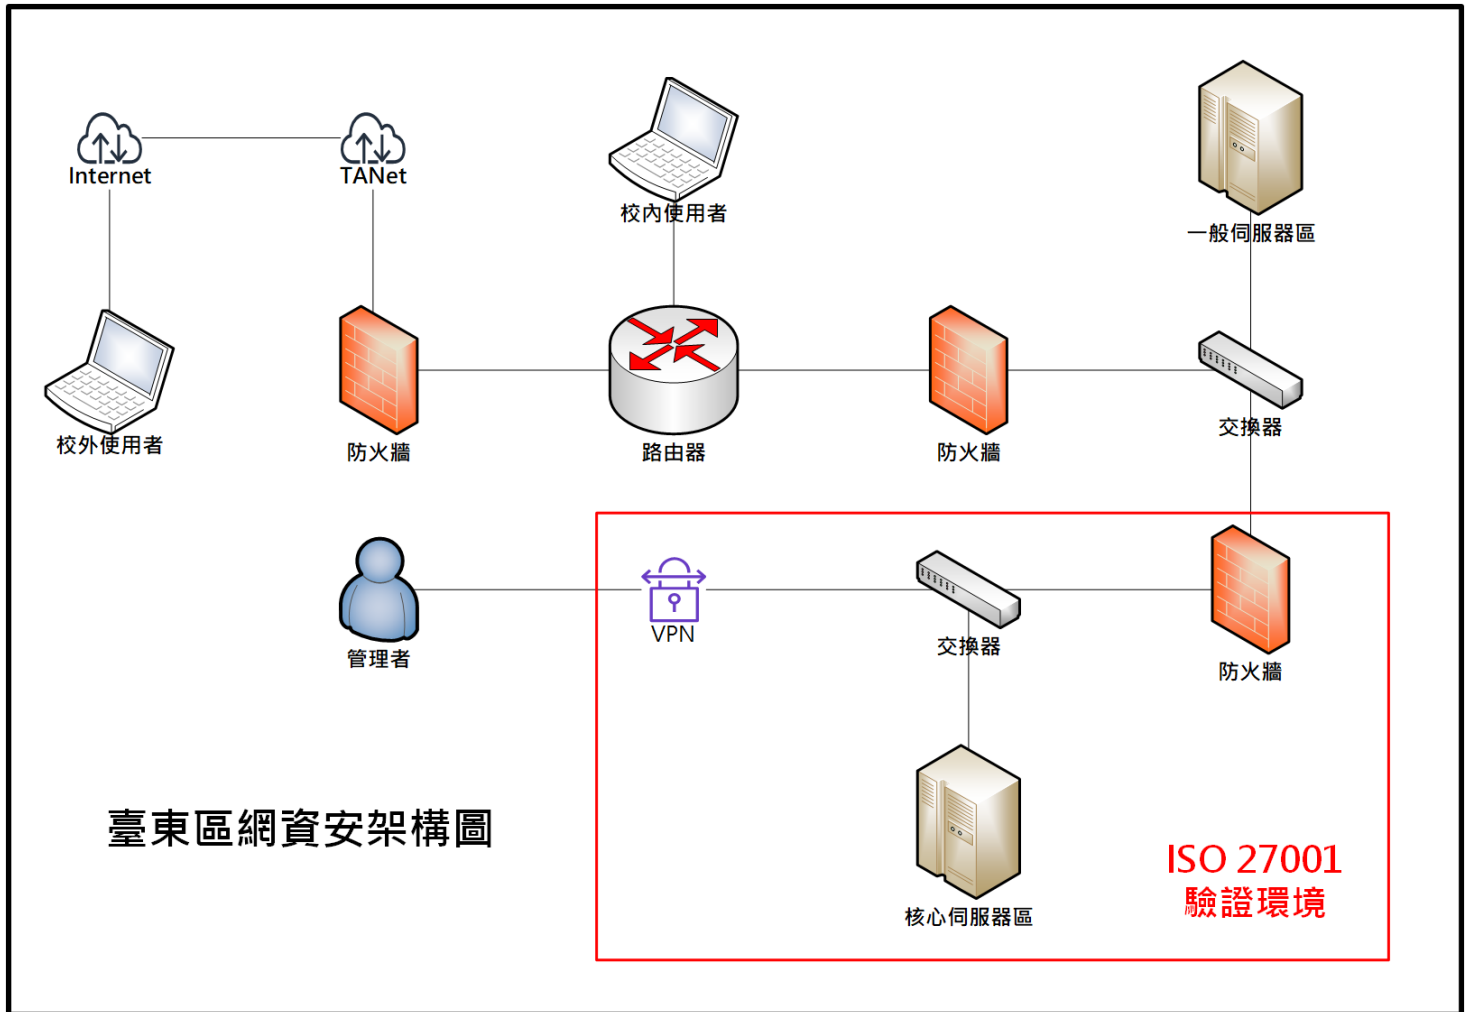 Internet
TANet
校內使用者
一般伺服器區
校外使用者
防火牆
路由器
防火牆
交換器
管理者
VPN
交換器
防火牆
臺東區網資安架構圖
核心伺服器區
ISO 27001
驗證環境